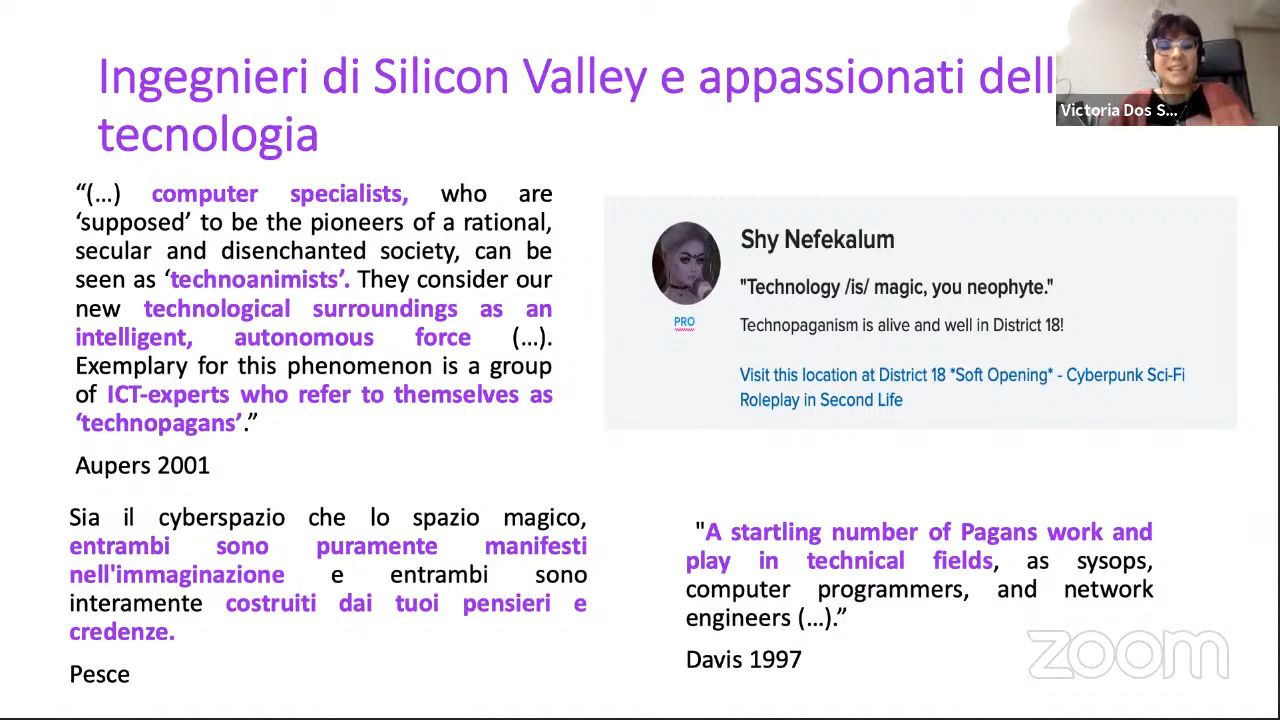 Ingegnieri di Silicon Valley e appassionati dell
tecnologia
Victoria Dos S...
“(…) computer specialists, who are
‘supposed’ to be the pioneers of a rational,
secular and disenchanted society, can be
seen as ‘technoanimists’. They consider our
new technological surroundings as an
intelligent, autonomous force (…).
Exemplary for this phenomenon is a group
of ICT-experts who refer to themselves as
‘technopagans’.”
Aupers 2001
Shy Nefekalum
"Technology /is/ magic, you neophyte."
PRO
Technopaganism is alive and well in District 18!
Visit this location at District 18 *Soft Opening* - Cyberpunk Sci-Fi
Roleplay in Second Life
Sia il cyberspazio che lo spazio magico,
entrambi sono puramente manifesti
nell'immaginazione e entrambi sono
interamente costruiti dai tuoi pensieri e
credenze.
Pesce
"A startling number of Pagans work and
play in technical fields, as sysops,
computer programmers, and network
engineers (…).”
Davis 1997
zoom